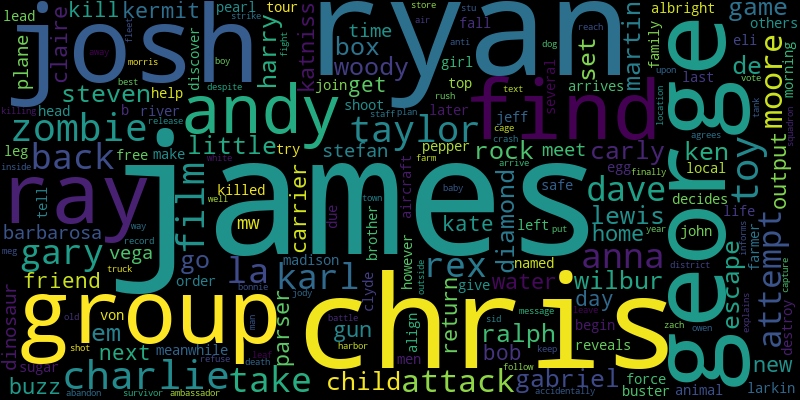 josh
ryan
george
james
chris
group
ray
find
andy
charlie
taylor
zombie
gary
back
karl
dave
rex
anna
la
film
toy
moore
attempt
attack
take
child
gabriel
wilbur
ralph
lewis
home
carly
rock
meet
ken
de
game
set
martin
katniss
harry
claire
kill
kermit
plane
lead
pearl
tour
fall
discover
boy
fleet
strike
store
air
stu
fight
reach
anti
dog
albright
others
eli
family
time
box
woody
join
get
girl
top
last
morning
steven
help
morris
best
despite
b
river
head
leg
free
make
little
try
stefan
shoot
later
rush
text
cage
crash
staff
plan
pepper
jeff
arrives
several
location
upon
vote
tank
squadron
agrees
killing
release
inside
tell
white
killed
carrier
mw
well
way
record
barbarosa
vega
go
order
friend
von
em
next
meanwhile
dinosaur
sugar
buzz
meg
old
shot
truck
abandon
survivor
ambassador
refuse
death
man
bonnie
leaf
madison
jody
battle
harbor
parser
gun
men
align
bob
return
clyde
however
outside
brother
town
due
aircraft
baby
farm
arrive
finally
egg
safe
local
output
kate
left
put
diamond
named
year
john
decides
life
farmer
escape
informs
water
give
day
begin
reveals
sid
message
keep
follow
accidentally
leave
zach
owen
district
explains
capture
destroy
new
force
buster
animal
larkin
away